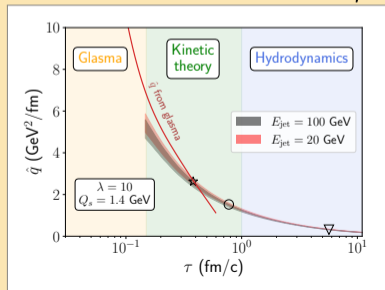 10
8
6
4
2
0
q̂ (GeV²/fm)
Glasma
Kinetic
theory
Hydrodynamics
q̂ from glasma
E_jet = 100 GeV
E_jet = 20 GeV
λ = 10
Q_s = 1.4 GeV
10⁻¹
10⁰
10¹
τ (fm/c)